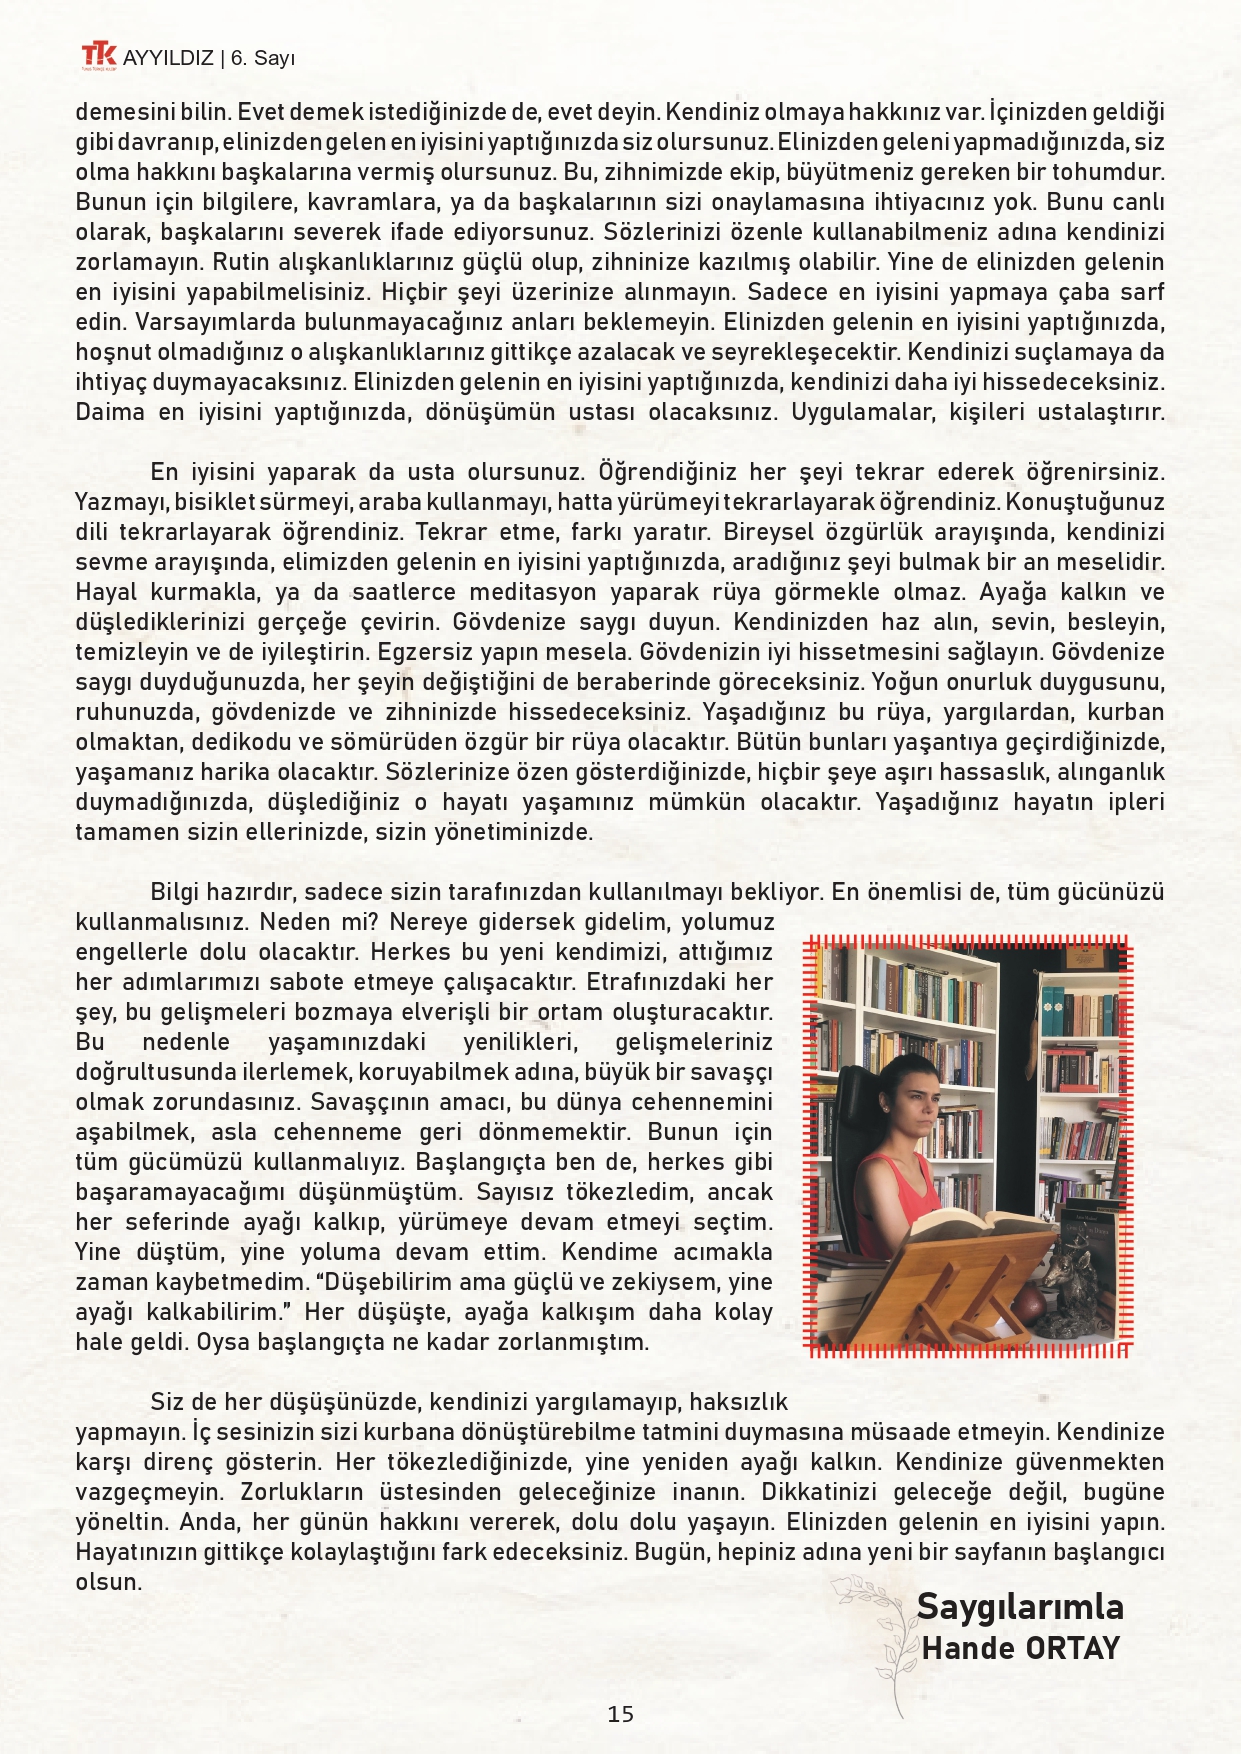 TTK AYYILDIZ | 6. Sayı
demesini bilin. Evet demek istediğinizde de, evet deyin. Kendiniz olmaya hakkınız var. İçinizden geldiği
gibi davranıp, elinizden gelen en iyisini yaptığınızda siz olursunuz. Elinizden geleni yapmadığınızda, siz
olma hakkını başkalarına vermiş olursunuz. Bu, zihnimizde ekip, büyütmeniz gereken bir tohumdur.
Bunun için bilgilere, kavramlara, ya da başkalarının sizi onaylamasına ihtiyacınız yok. Bunu canlı
olarak, başkalarını severek ifade ediyorsunuz. Sözlerinizi özenle kullanabilmeniz adına kendinizi
zorlamayın. Rutin alışkanlıklarınız güçlü olup, zihninize kazılmış olabilir. Yine de elinizden gelenin
en iyisini yapabilmelisiniz. Hiçbir şeyi üzerinize alınmayın. Sadece en iyisini yapmaya çaba sarf
edin. Varsayımlarda bulunmayacağınız anları beklemeyin. Elinizden gelenin en iyisini yaptığınızda,
hoşnut olmadığınız o alışkanlıklarınız gittikçe azalacak ve seyrekleşecektir. Kendinizi suçlamaya da
ihtiyaç duymayacaksınız. Elinizden gelenin en iyisini yaptığınızda, kendinizi daha iyi hissedeceksiniz.
Daima en iyisini yaptığınızda, dönüşümün ustası olacaksınız. Uygulamalar, kişileri ustalaştırır.
En iyisini yaparak da usta olursunuz. Öğrendiğiniz her şeyi tekrar ederek öğrenirsiniz.
Yazmayı, bisiklet sürmeyi, araba kullanmayı, hatta yürümeyi tekrarlayarak öğrendiniz. Konuştuğunuz
dili tekrarlayarak öğrendiniz. Tekrar etme, farkı yaratır. Bireysel özgürlük arayışında, kendinizi
sevme arayışında, elimizden gelenin en iyisini yaptığınızda, aradığınız şeyi bulmak bir an meselidir.
Hayal kurmakla, ya da saatlerce meditasyon yaparak rüya görmekle olmaz. Ayağa kalkın ve
düşlediklerinizi gerçeğe çevirin. Gövdenize saygı duyun. Kendinizden haz alın, sevin, besleyin,
temizleyin ve de iyileştirin. Egzersiz yapın mesela. Gövdenizin iyi hissetmesini sağlayın. Gövdenize
saygı duyduğunuzda, her şeyin değiştiğini de beraberinde göreceksiniz. Yoğun onurluk duygusunu,
ruhunuzda, gövdenizde ve zihninizde hissedeceksiniz. Yaşadığınız bu rüya, yargılardan, kurban
olmaktan, dedikodu ve sömürüden özgür bir rüya olacaktır. Bütün bunları yaşantıya geçirdiğinizde,
yaşamanız harika olacaktır. Sözlerinize özen gösterdiğinizde, hiçbir şeye aşırı hassaslık, alınganlık
duymadığınızda, düşlediğiniz o hayatı yaşamınız mümkün olacaktır. Yaşadığınız hayatın ipleri
tamamen sizin ellerinizde, sizin yönetiminizde.
Bilgi hazırdır, sadece sizin tarafınızdan kullanılmayı bekliyor. En önemlisi de, tüm gücünüzü
kullanmalısınız. Neden mi? Nereye gidersek gidelim, yolumuz
engellerle dolu olacaktır. Herkes bu yeni kendimizi, attığımız
her adımlarımızı sabote etmeye çalışacaktır. Etrafınızdaki her
şey, bu gelişmeleri bozmaya elverişli bir ortam oluşturacaktır.
Bu nedenle yaşamınızdaki yenilikleri, gelişmeleriniz
doğrultusunda ilerlemek, koruyabilmek adına, büyük bir savaşçı
olmak zorundasınız. Savaşçının amacı, bu dünya cehennemini
aşabilmek, asla cehenneme geri dönmemektir. Bunun için
tüm gücümüzü kullanmalıyız. Başlangıçta ben de, herkes gibi
başaramayacağımı düşünmüştüm. Sayısız tökezledim, ancak
her seferinde ayağı kalkıp, yürümeye devam etmeyi seçtim.
Yine düştüm, yine yoluma devam ettim. Kendime acımakla
zaman kaybetmedim. “Düşebilirim ama güçlü ve zekiysem, yine
ayağı kalkabilirim.” Her düşüşte, ayağa kalkışım daha kolay
hale geldi. Oysa başlangıçta ne kadar zorlanmıştım.
Siz de her düşüşünüzde, kendinizi yargılamayıp, haksızlık
yapmayın. İç sesinizin sizi kurbana dönüştürebilme tatmini duymasına müsaade etmeyin. Kendinize
karşı direnç gösterin. Her tökezlediğinizde, yine yeniden ayağı kalkın. Kendinize güvenmekten
vazgeçmeyin. Zorlukların üstesinden geleceğinize inanın. Dikkatinizi geleceğe değil, bugüne
yöneltin. Anda, her günün hakkını vererek, dolu dolu yaşayın. Elinizden gelenin en iyisini yapın.
Hayatınızın gittikçe kolaylaştığını fark edeceksiniz. Bugün, hepiniz adına yeni bir sayfanın başlangıcı
olsun.
Saygılarımla
Hande ORTAY
15